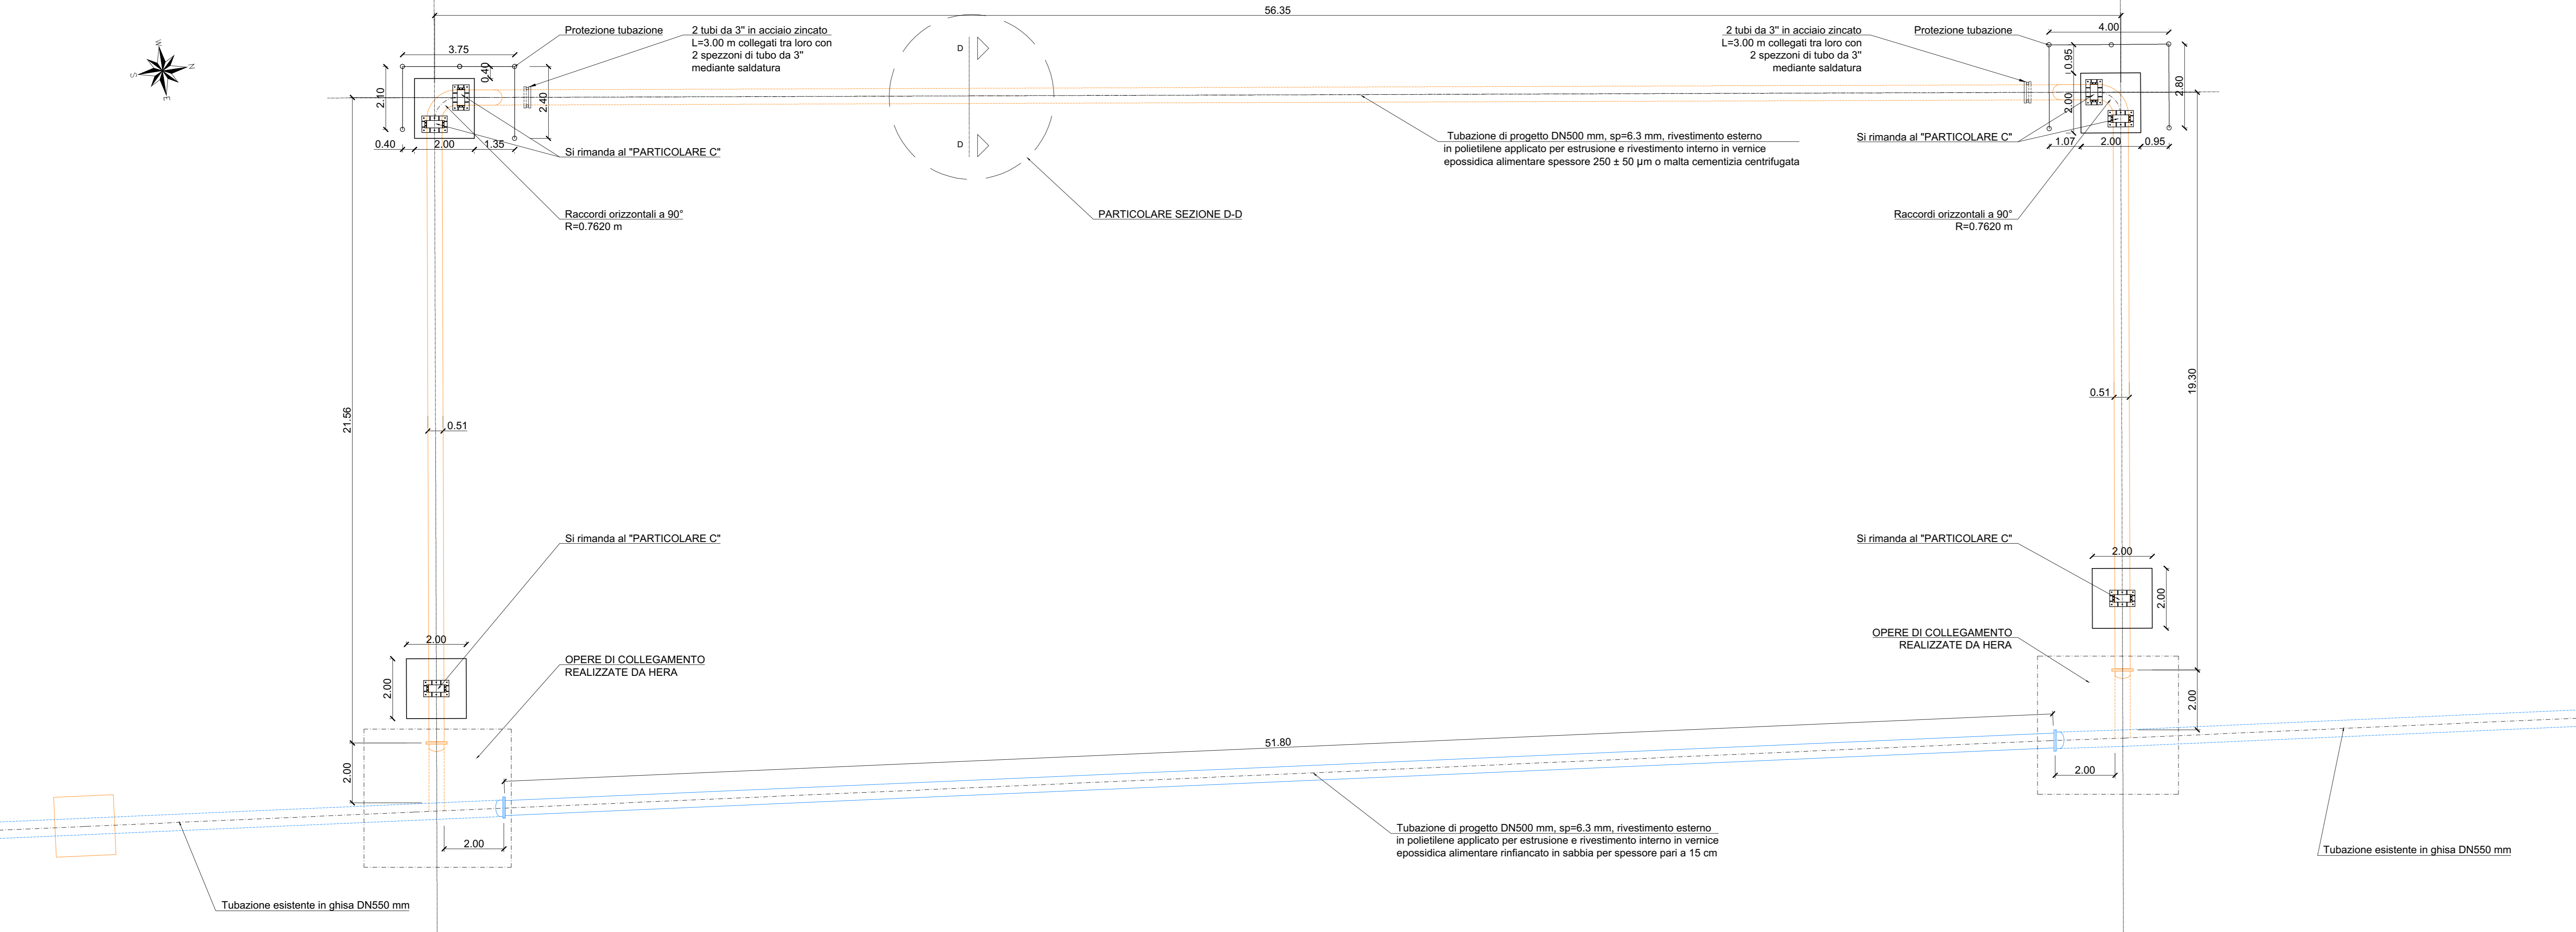 56.35
Protezione tubazione
2 tubi da 3" in acciaio zincato
L=3.00 m collegati tra loro con
2 spezzoni di tubo da 3"
mediante saldatura
D
D
2 tubi da 3" in acciaio zincato
L=3.00 m collegati tra loro con
2 spezzoni di tubo da 3"
mediante saldatura
Protezione tubazione
4.00
W
N
S
E
3.75
0.40
2.10
2.40
0.40
2.00
1.35
0.95
2.00
2.80
1.07
2.00
0.95
Si rimanda al "PARTICOLARE C"
Tubazione di progetto DN500 mm, sp=6.3 mm, rivestimento esterno
in polietilene applicato per estrusione e rivestimento interno in vernice
epossidica alimentare spessore 250 ± 50 µm o malta cementizia centrifugata
Si rimanda al "PARTICOLARE C"
Raccordi orizzontali a 90°
R=0.7620 m
PARTICOLARE SEZIONE D-D
Raccordi orizzontali a 90°
R=0.7620 m
21.56
0.51
0.51
19.30
Si rimanda al "PARTICOLARE C"
Si rimanda al "PARTICOLARE C"
2.00
2.00
2.00
2.00
OPERE DI COLLEGAMENTO
REALIZZATE DA HERA
OPERE DI COLLEGAMENTO
REALIZZATE DA HERA
2.00
2.00
51.80
2.00
2.00
Tubazione di progetto DN500 mm, sp=6.3 mm, rivestimento esterno
in polietilene applicato per estrusione e rivestimento interno in vernice
epossidica alimentare rinfiancato in sabbia per spessore pari a 15 cm
Tubazione esistente in ghisa DN550 mm
Tubazione esistente in ghisa DN550 mm